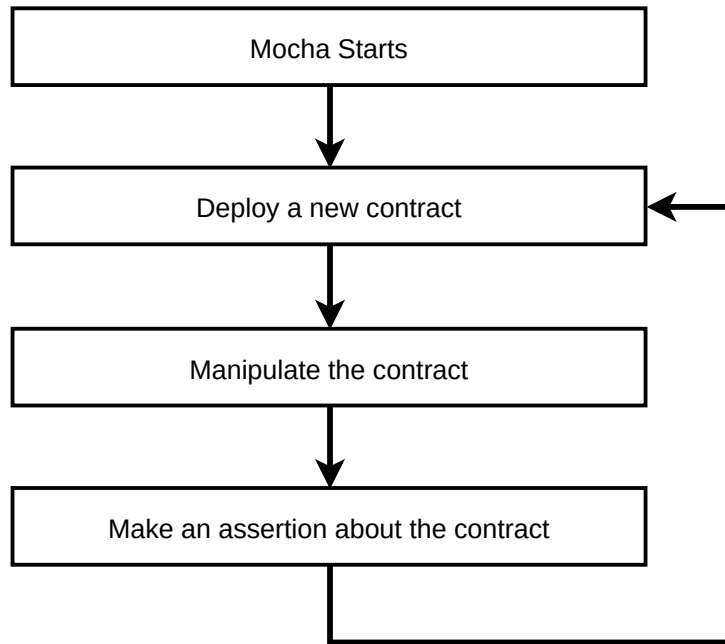 Mocha Starts
Deploy a new contract
Manipulate the contract
Make an assertion about the contract